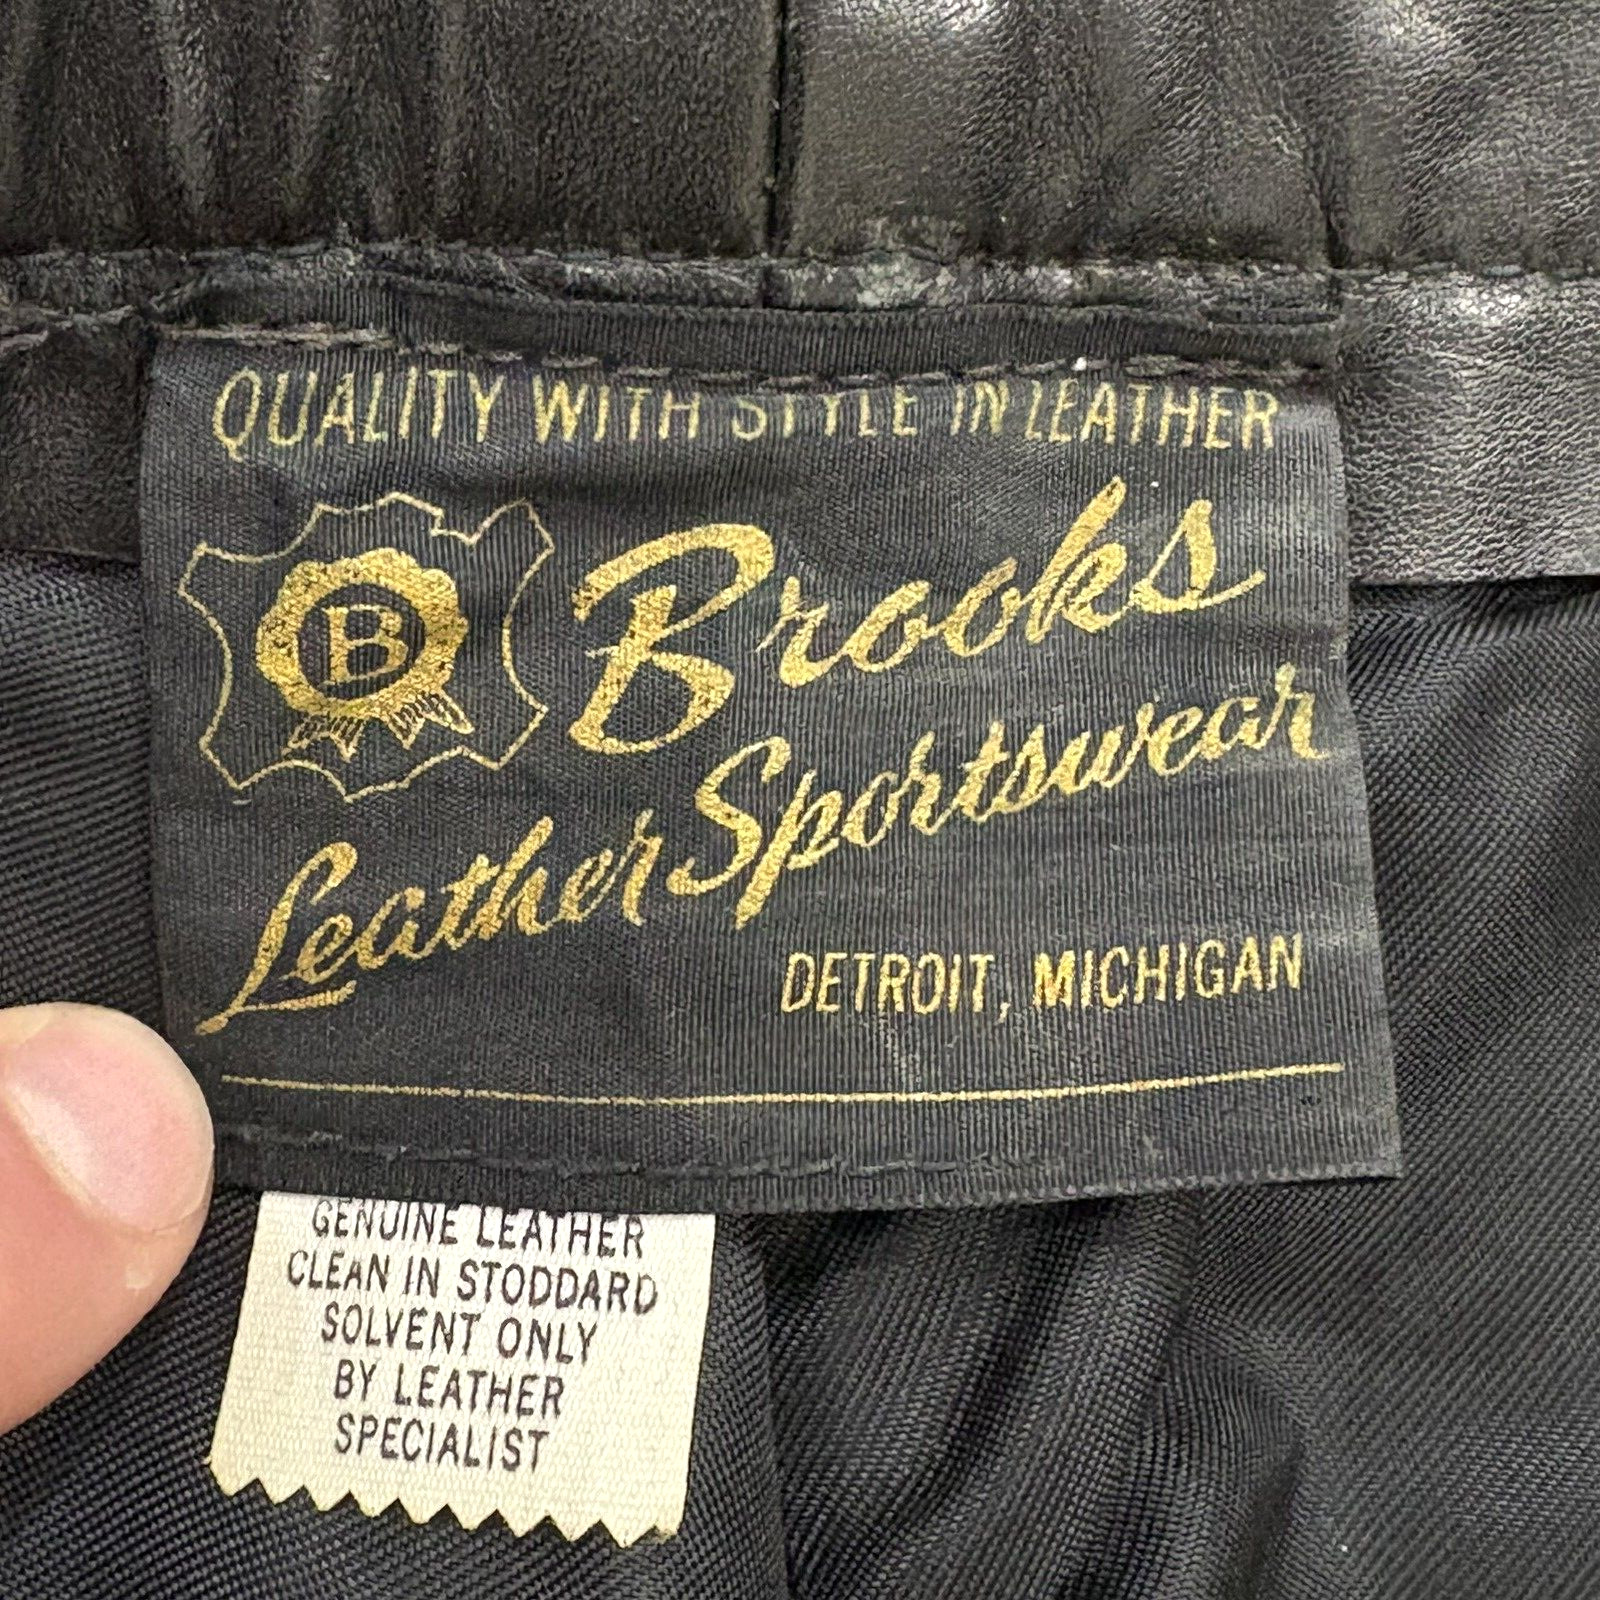 QUALITY WITH STYLE IN LEATHER
B
Brooks
Leather Sportswear
DETROIT, MICHIGAN
GENUINE LEATHER
CLEAN IN STODDARD
SOLVENT ONLY
BY LEATHER
SPECIALIST